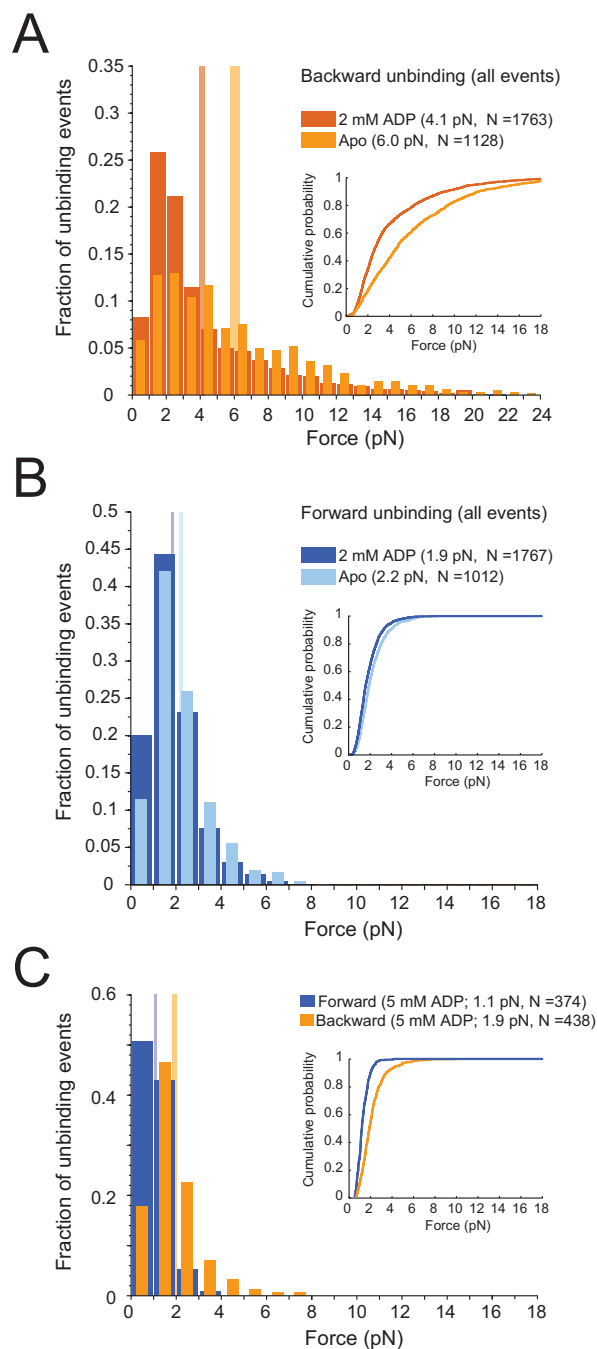 A
Backward unbinding (all events)
2 mM ADP (4.1 pN, N =1763)
Apo (6.0 pN, N =1128)
Fraction of unbinding events
0.35
0.3
0.25
0.2
0.15
0.1
0.05
0
0 2 4 6 8 10 12 14 16 18 20 22 24
Force (pN)
Cumulative probability
1
0.8
0.6
0.4
0.2
0
0 2 4 6 8 10 12 14 16 18
Force (pN)
B
Forward unbinding (all events)
2 mM ADP (1.9 pN, N =1767)
Apo (2.2 pN, N =1012)
Fraction of unbinding events
0.5
0.45
0.4
0.35
0.3
0.25
0.2
0.15
0.1
0.05
0
0 2 4 6 8 10 12 14 16 18
Force (pN)
Cumulative probability
1
0.8
0.6
0.4
0.2
0
0 2 4 6 8 10 12 14 16 18
Force (pN)
C
Forward (5 mM ADP; 1.1 pN, N =374)
Backward (5 mM ADP; 1.9 pN, N =438)
Fraction of unbinding events
0.6
0.4
0.2
0
0 2 4 6 8 10 12 14 16 18
Force (pN)
Cumulative probability
1
0.8
0.6
0.4
0.2
0
0 2 4 6 8 10 12 14 16 18
Force (pN)